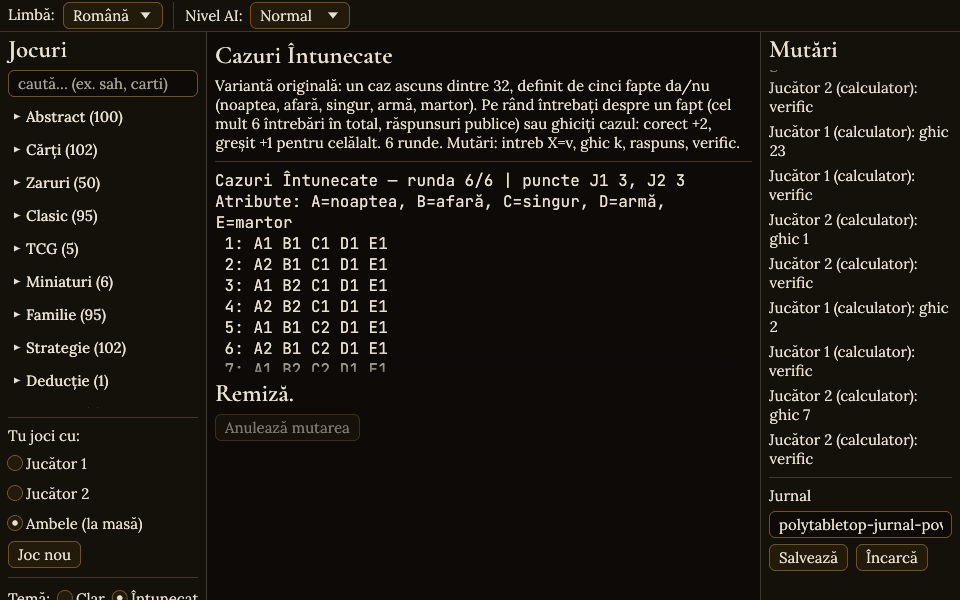 Limbă: Română ▼ Nivel AI: Normal ▼
Jocuri
caută... (ex. sah, carti)
▸ Abstract (100)
▸ Cărți (102)
▸ Zaruri (50)
▸ Clasic (95)
▸ TCG (5)
▸ Miniaturi (6)
▸ Familie (95)
▸ Strategie (102)
▸ Deducție (1)
Tu joci cu:
Jucător 1
Jucător 2
Ambele (la masă)
Joc nou
Temă: Clar Întunecat
Cazuri Întunecate
Variantă originală: un caz ascuns dintre 32, definit de cinci fapte da/nu
(noaptea, afară, singur, armă, martor). Pe rând întrebați despre un fapt (cel
mult 6 întrebări în total, răspunsuri publice) sau ghiciți cazul: corect +2,
greșit +1 pentru celălalt. 6 runde. Mutări: intreb X=v, ghic k, raspuns, verific.
Cazuri Întunecate — runda 6/6 | puncte J1 3, J2 3
Atribute: A=noaptea, B=afară, C=singur, D=armă,
E=martor
1: A1 B1 C1 D1 E1
2: A2 B1 C1 D1 E1
3: A1 B2 C1 D1 E1
4: A2 B2 C1 D1 E1
5: A1 B1 C2 D1 E1
6: A2 B1 C2 D1 E1
7: A1 B2 C2 D1 E1
Remiză.
Anulează mutarea
Mutări
Jucător 2 (calculator):
verific
Jucător 1 (calculator): ghic
23
Jucător 1 (calculator):
verific
Jucător 2 (calculator):
ghic 1
Jucător 2 (calculator):
verific
Jucător 1 (calculator): ghic
2
Jucător 1 (calculator):
verific
Jucător 2 (calculator):
ghic 7
Jucător 2 (calculator):
verific
Jurnal
polytabletop-jurnal-pov
Salvează Încarcă